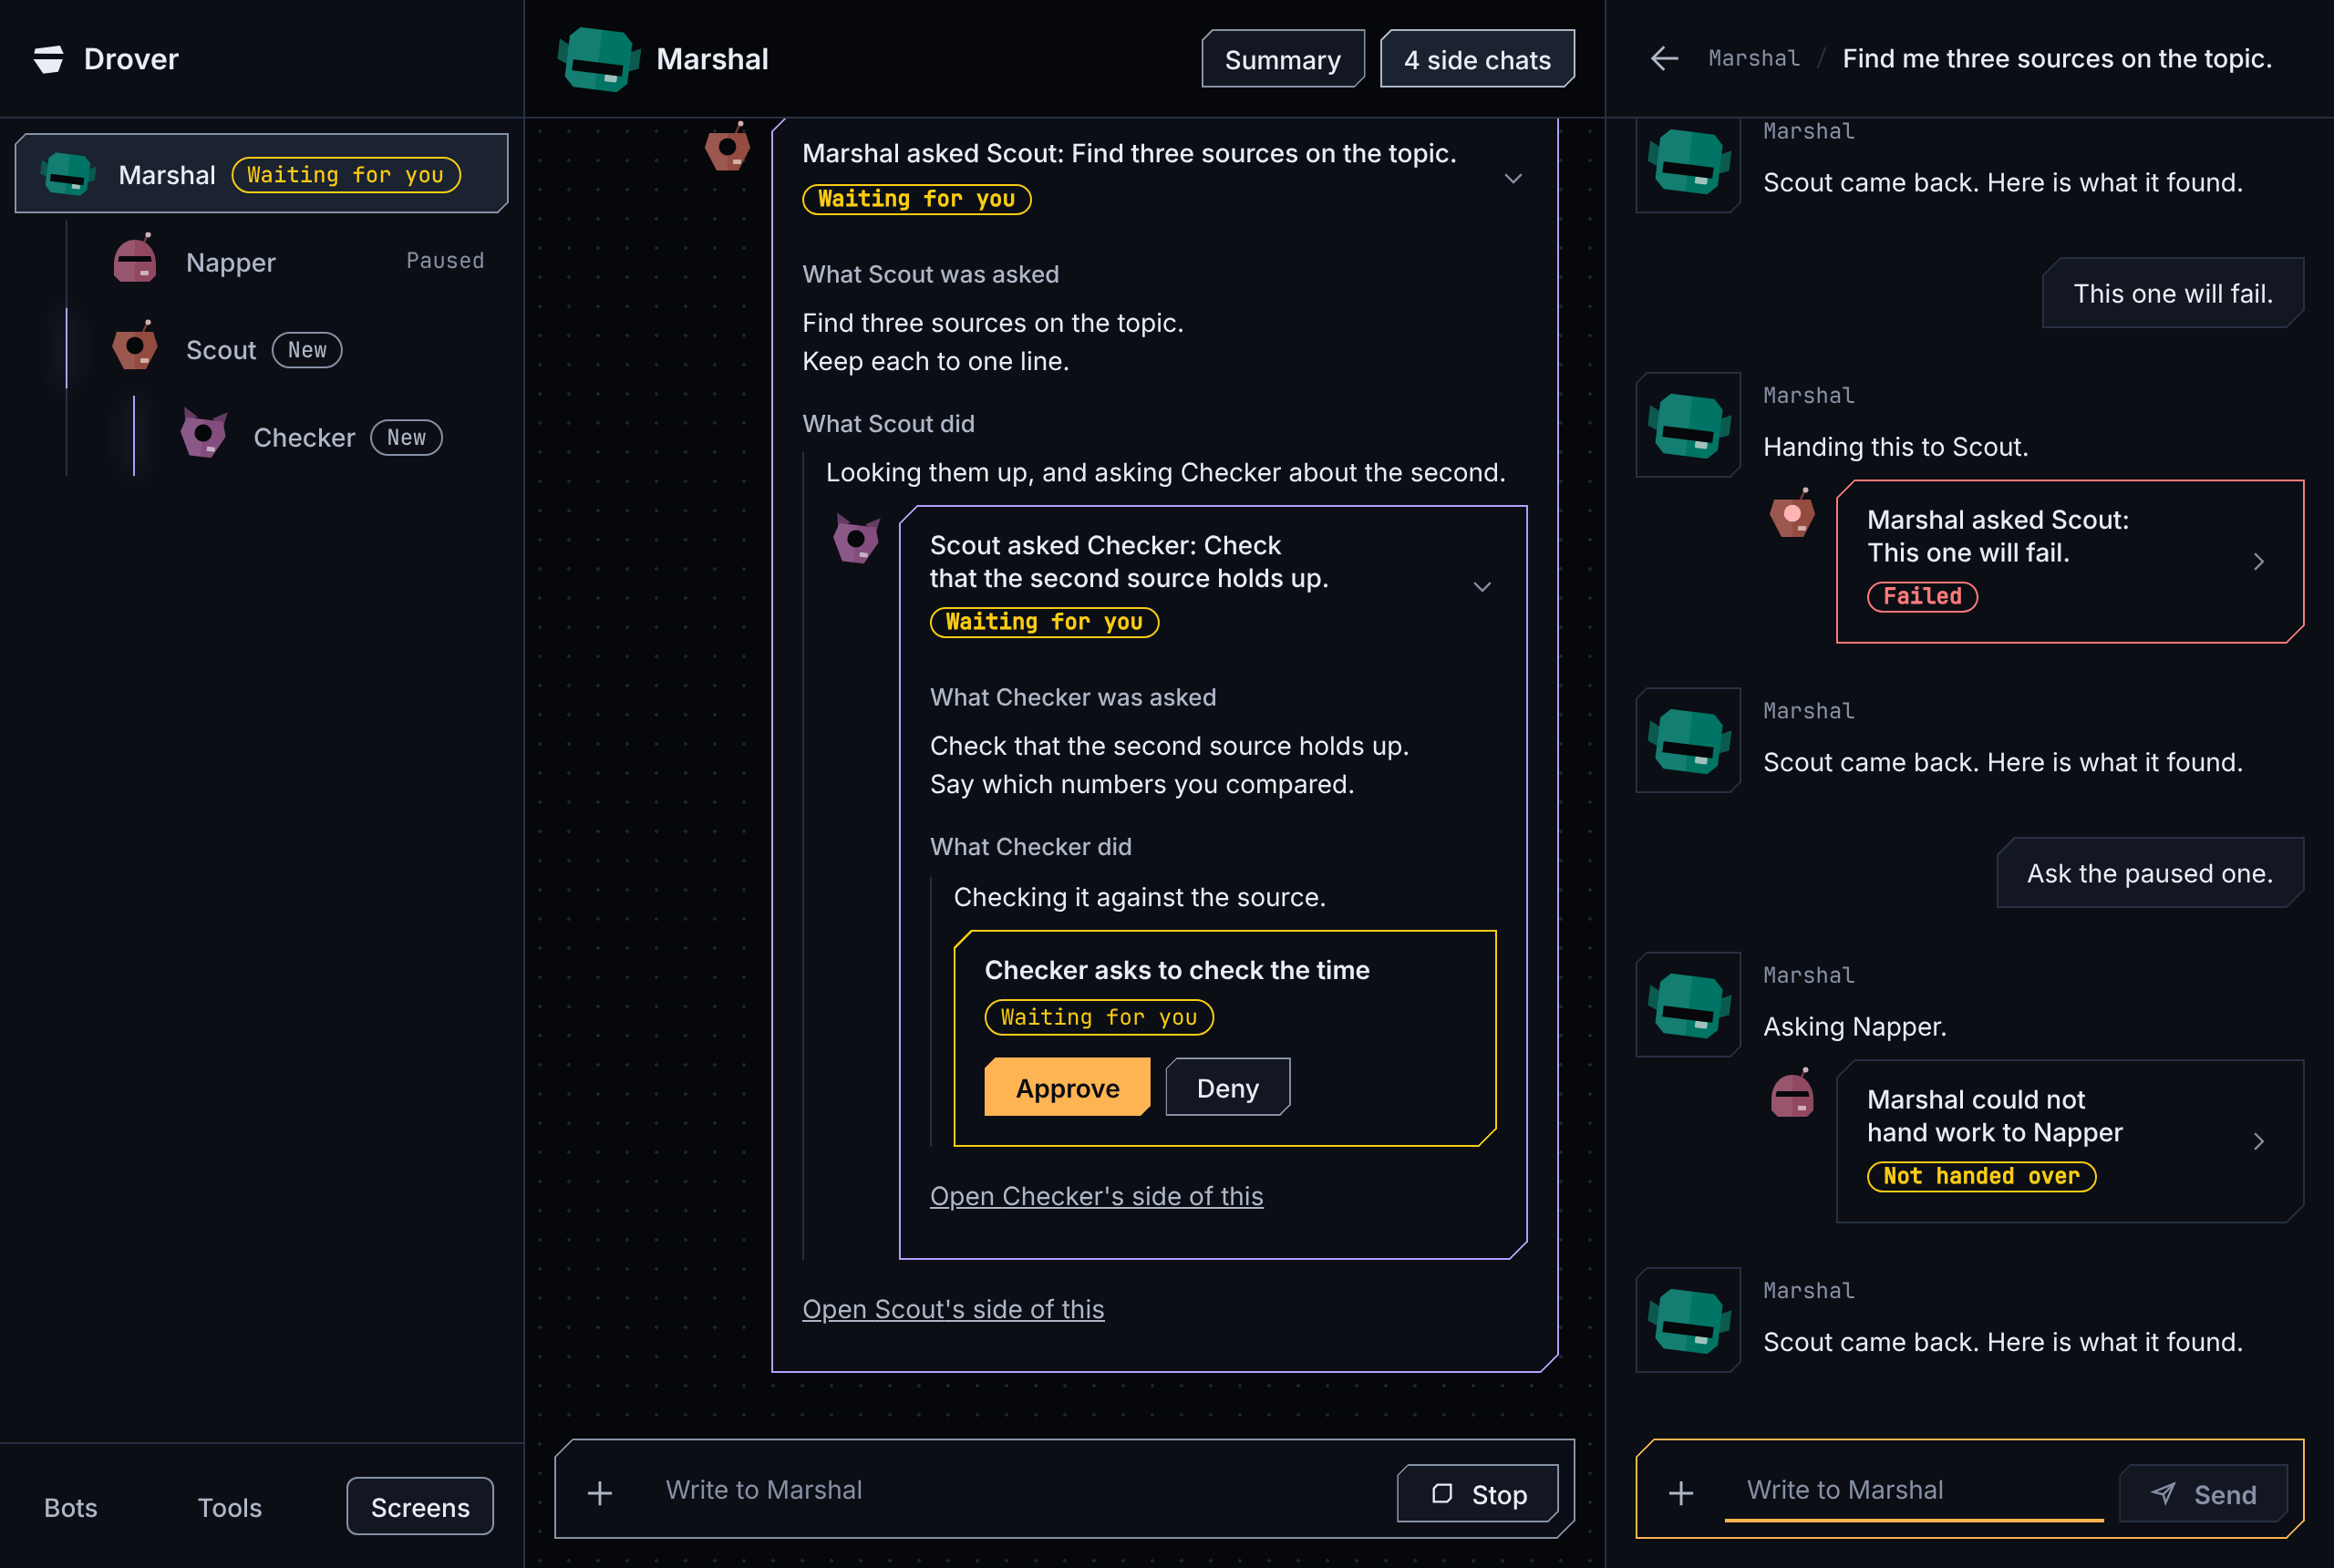 Drover
Marshal Waiting for you
Napper Paused
Scout New
Checker New
Bots Tools Screens
Marshal Summary 4 side chats
Marshal asked Scout: Find three sources on the topic.
Waiting for you
What Scout was asked
Find three sources on the topic.
Keep each to one line.
What Scout did
Looking them up, and asking Checker about the second.
Scout asked Checker: Check
that the second source holds up.
Waiting for you
What Checker was asked
Check that the second source holds up.
Say which numbers you compared.
What Checker did
Checking it against the source.
Checker asks to check the time
Waiting for you
Approve Deny
Open Checker's side of this
Open Scout's side of this
Write to Marshal Stop
Marshal / Find me three sources on the topic.
Marshal
Scout came back. Here is what it found.
This one will fail.
Marshal
Handing this to Scout.
Marshal asked Scout:
This one will fail.
Failed
Marshal
Scout came back. Here is what it found.
Ask the paused one.
Marshal
Asking Napper.
Marshal could not
hand work to Napper
Not handed over
Marshal
Scout came back. Here is what it found.
Write to Marshal Send